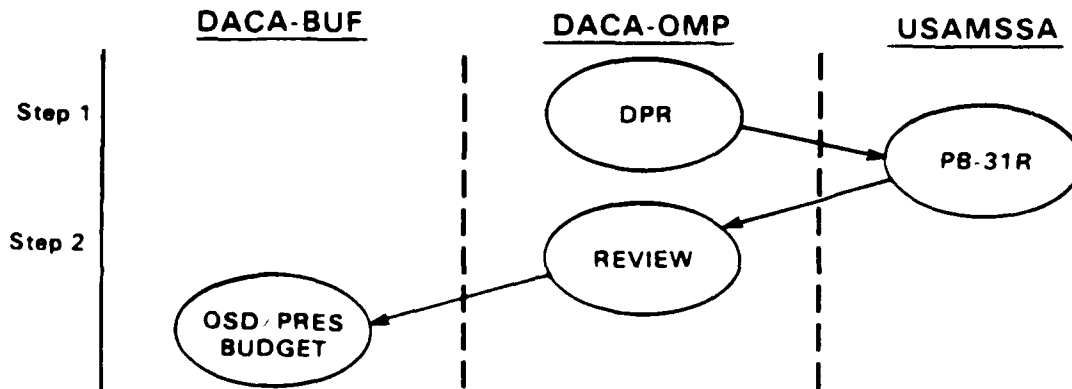 DACA-BUF DACA-OMP USAMSSA
Step 1
DPR
PB-31R
Step 2
REVIEW
OSD/PRES
BUDGET